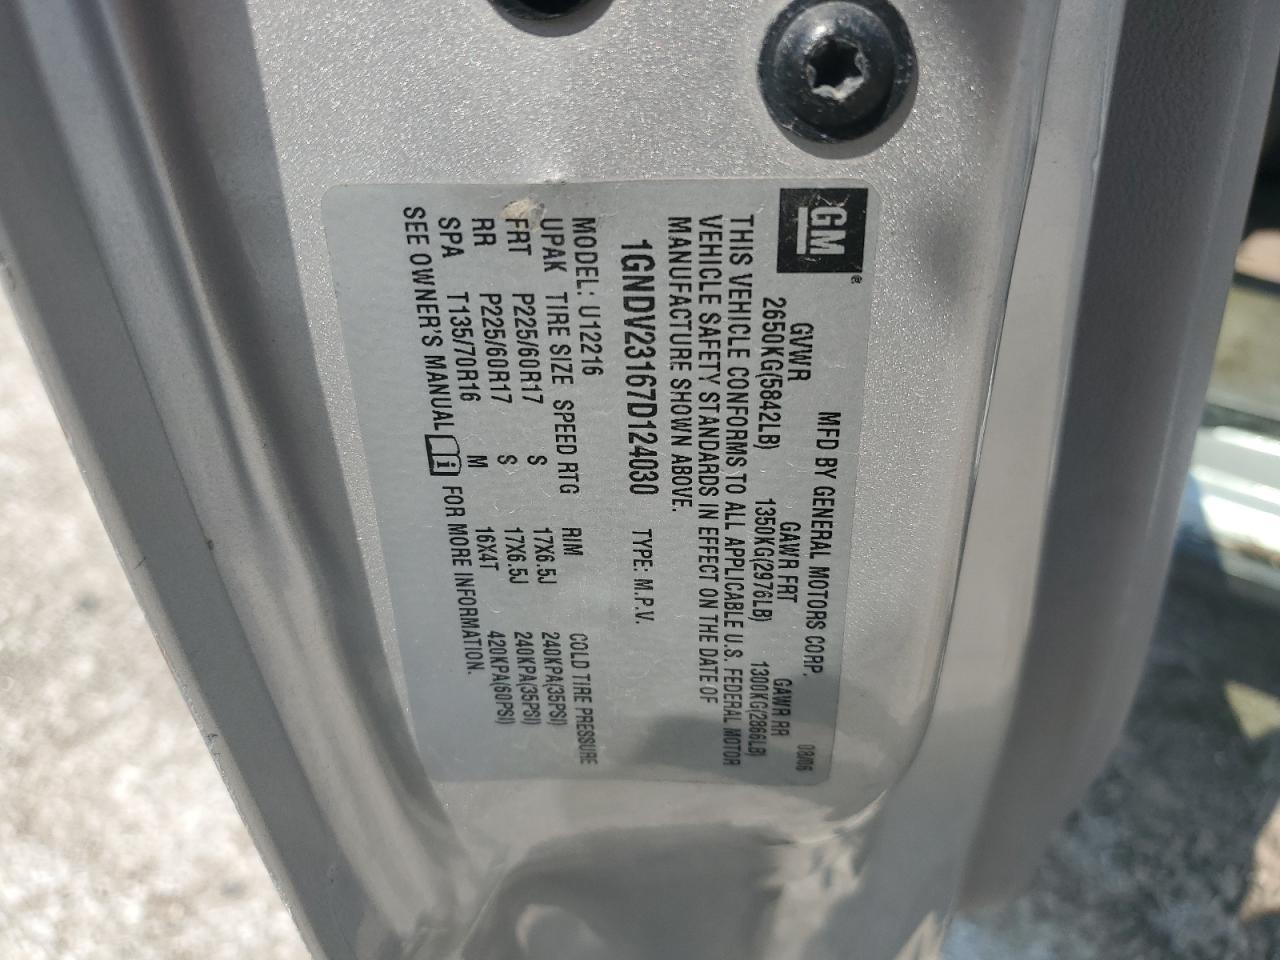 GM®
MFD BY GENERAL MOTORS CORP. 08/06
GVWR GAWR FRT GAWR RR
2650KG(5842LB) 1350KG(2976LB) 1300KG(2866LB)
THIS VEHICLE CONFORMS TO ALL APPLICABLE U.S. FEDERAL MOTOR
VEHICLE SAFETY STANDARDS IN EFFECT ON THE DATE OF
MANUFACTURE SHOWN ABOVE.
1GNDV23167D124030 TYPE: M.P.V.
MODEL: U12216
UPAK TIRE SIZE SPEED RTG RIM COLD TIRE PRESSURE
FRT P225/60R17 S 17X6.5J 240KPA(35PSI)
RR P225/60R17 S 17X6.5J 240KPA(35PSI)
SPA T135/70R16 M 16X4T 420KPA(60PSI)
SEE OWNER'S MANUAL i FOR MORE INFORMATION.